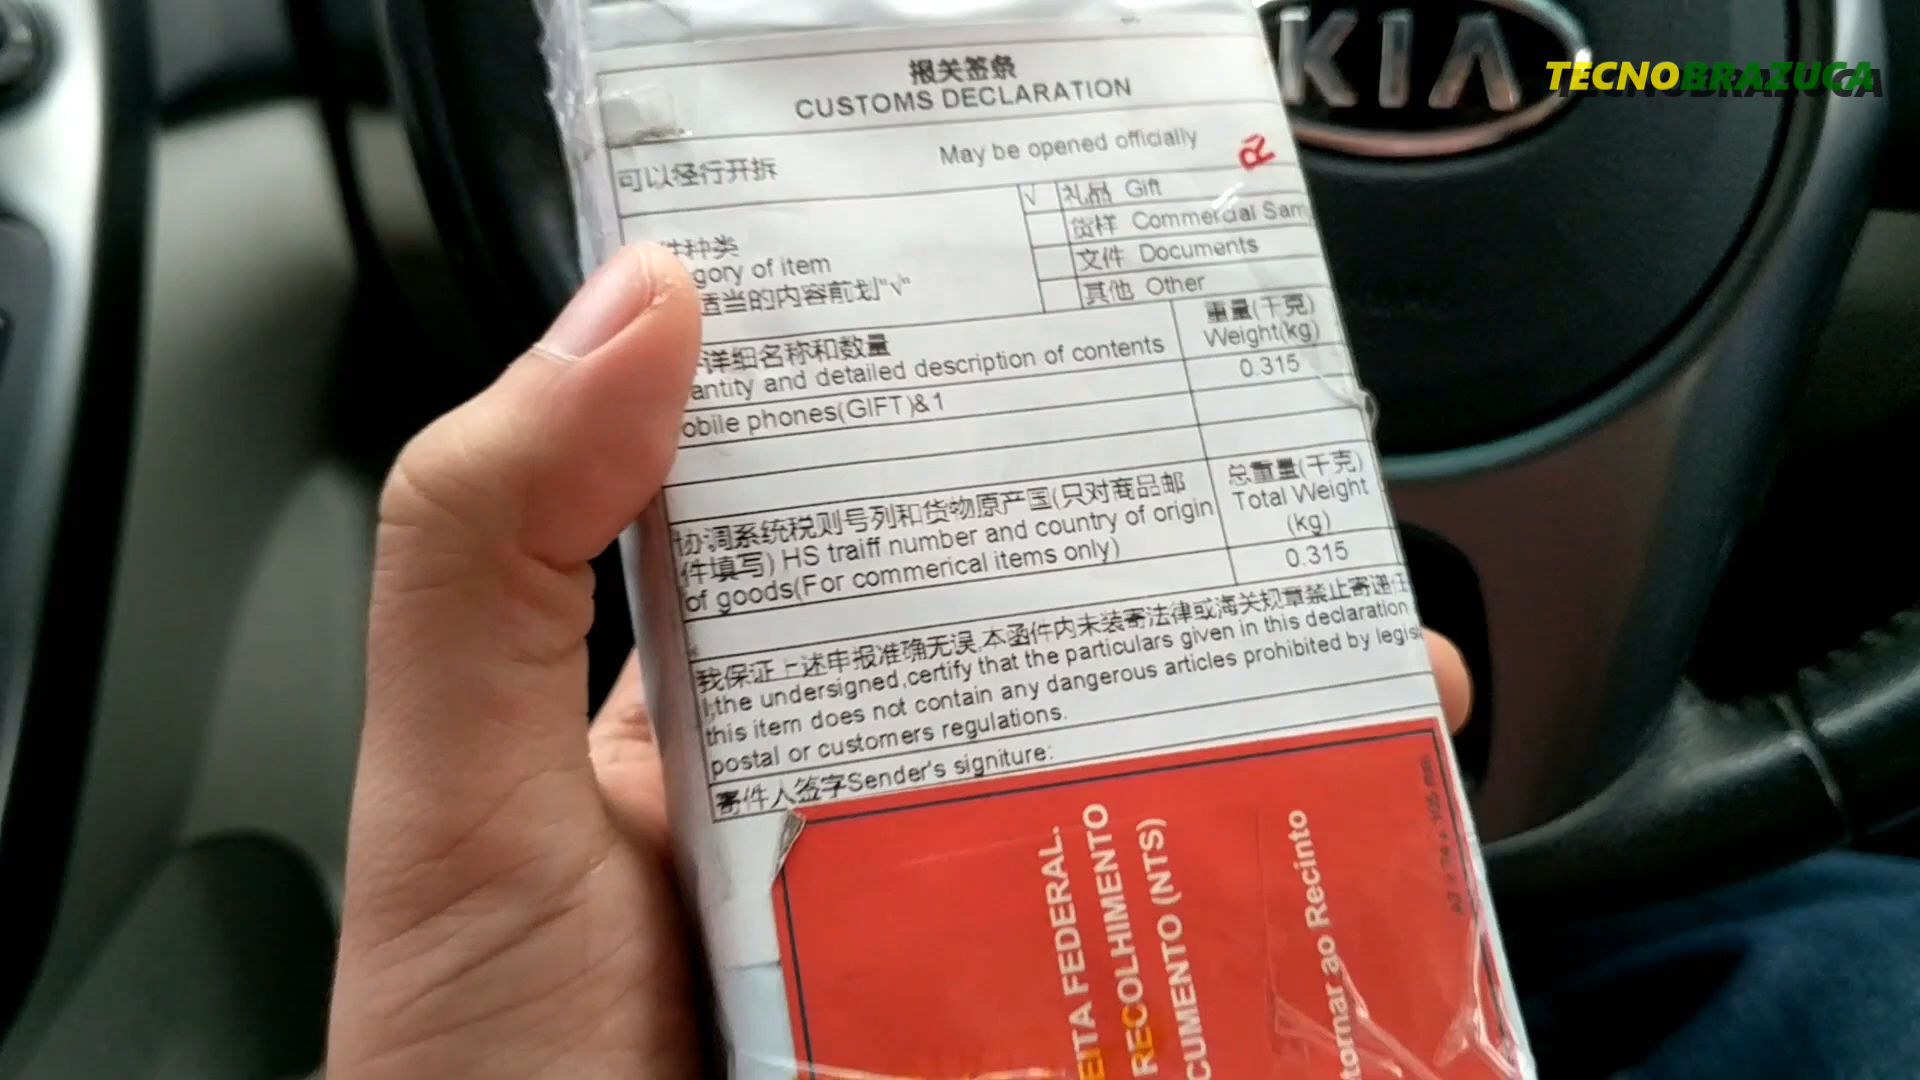 KIA
TECNOBRAZUCA
报关签条
CUSTOMS DECLARATION
可以径行开拆
May be opened officially
件种类
gory of item
适当的内容前划"√"
√ 礼品 Gift
货样 Commercial Sam
文件 Documents
其他 Other
详细名称和数量
antity and detailed description of contents
重量(千克)
Weight(kg)
obile phones(GIFT)&1
0.315
协调系统税则号列和货物原产国(只对商品邮
件填写) HS traiff number and country of origin
of goods(For commerical items only)
总重量(千克)
Total Weight
(kg)
0.315
我保证上述申报准确无误,本函件内未装寄法律或海关规章禁止寄递任
I,the undersigned,certify that the particulars given in this declaration
this item does not contain any dangerous articles prohibited by legis
postal or customers regulations.
寄件人签字Sender's signiture:
EITA FEDERAL.
RECOLHIMENTO
CUMENTO (NTS)
tornar ao Recinto